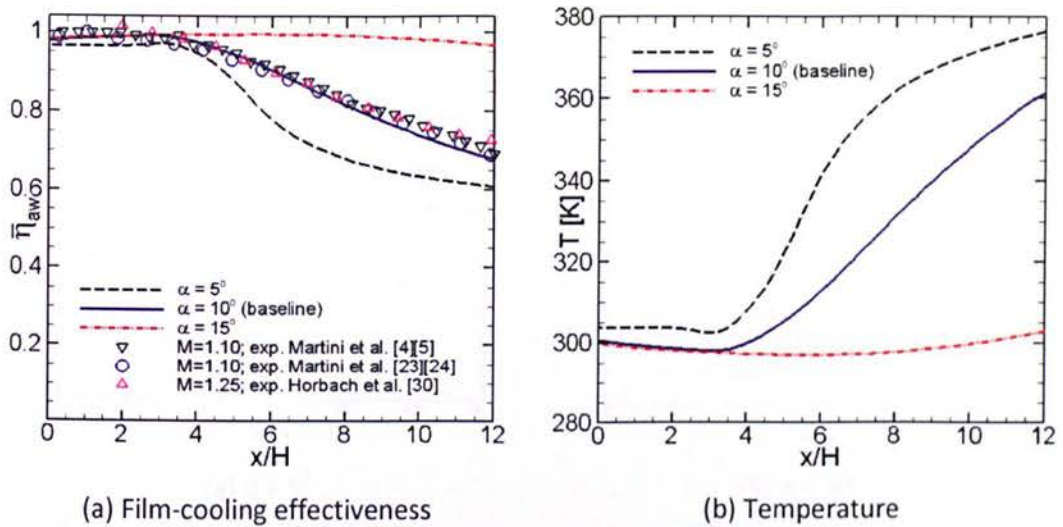 1
0.8
0.6
0.4
0.2
η̄aw
α = 5°
α = 10° (baseline)
α = 15°
M=1.10; exp. Martini et al. [4][5]
M=1.10; exp. Martini et al. [23][24]
M=1.25; exp. Horbach et al. [30]
0 2 4 6 8 10 12
x/H
(a) Film-cooling effectiveness
380
360
340
320
300
280
T [K]
α = 5°
α = 10° (baseline)
α = 15°
0 2 4 6 8 10 12
x/H
(b) Temperature